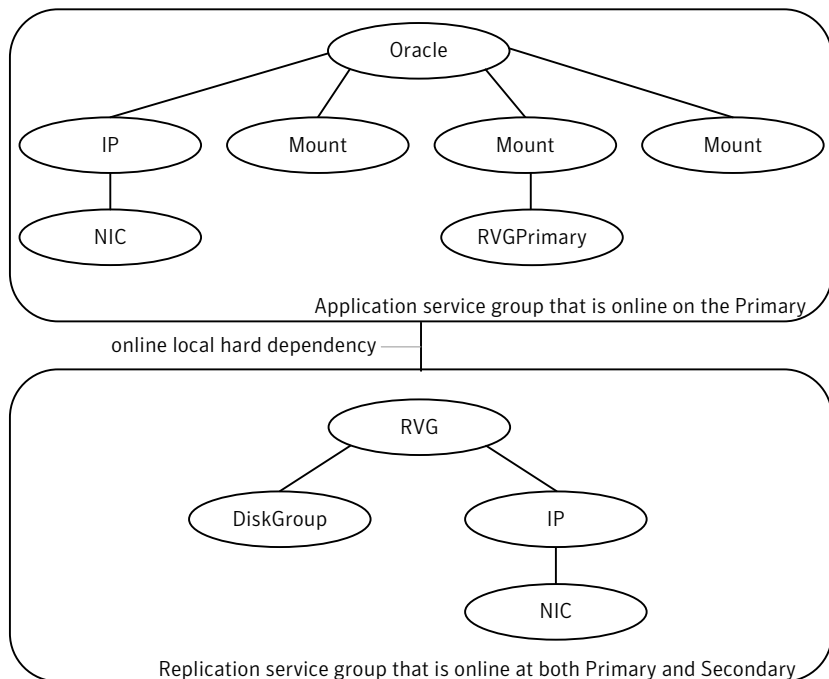 Oracle
IP
Mount
Mount
Mount
NIC
RVGPrimary
Application service group that is online on the Primary
online local hard dependency
RVG
DiskGroup
IP
NIC
Replication service group that is online at both Primary and Secondary